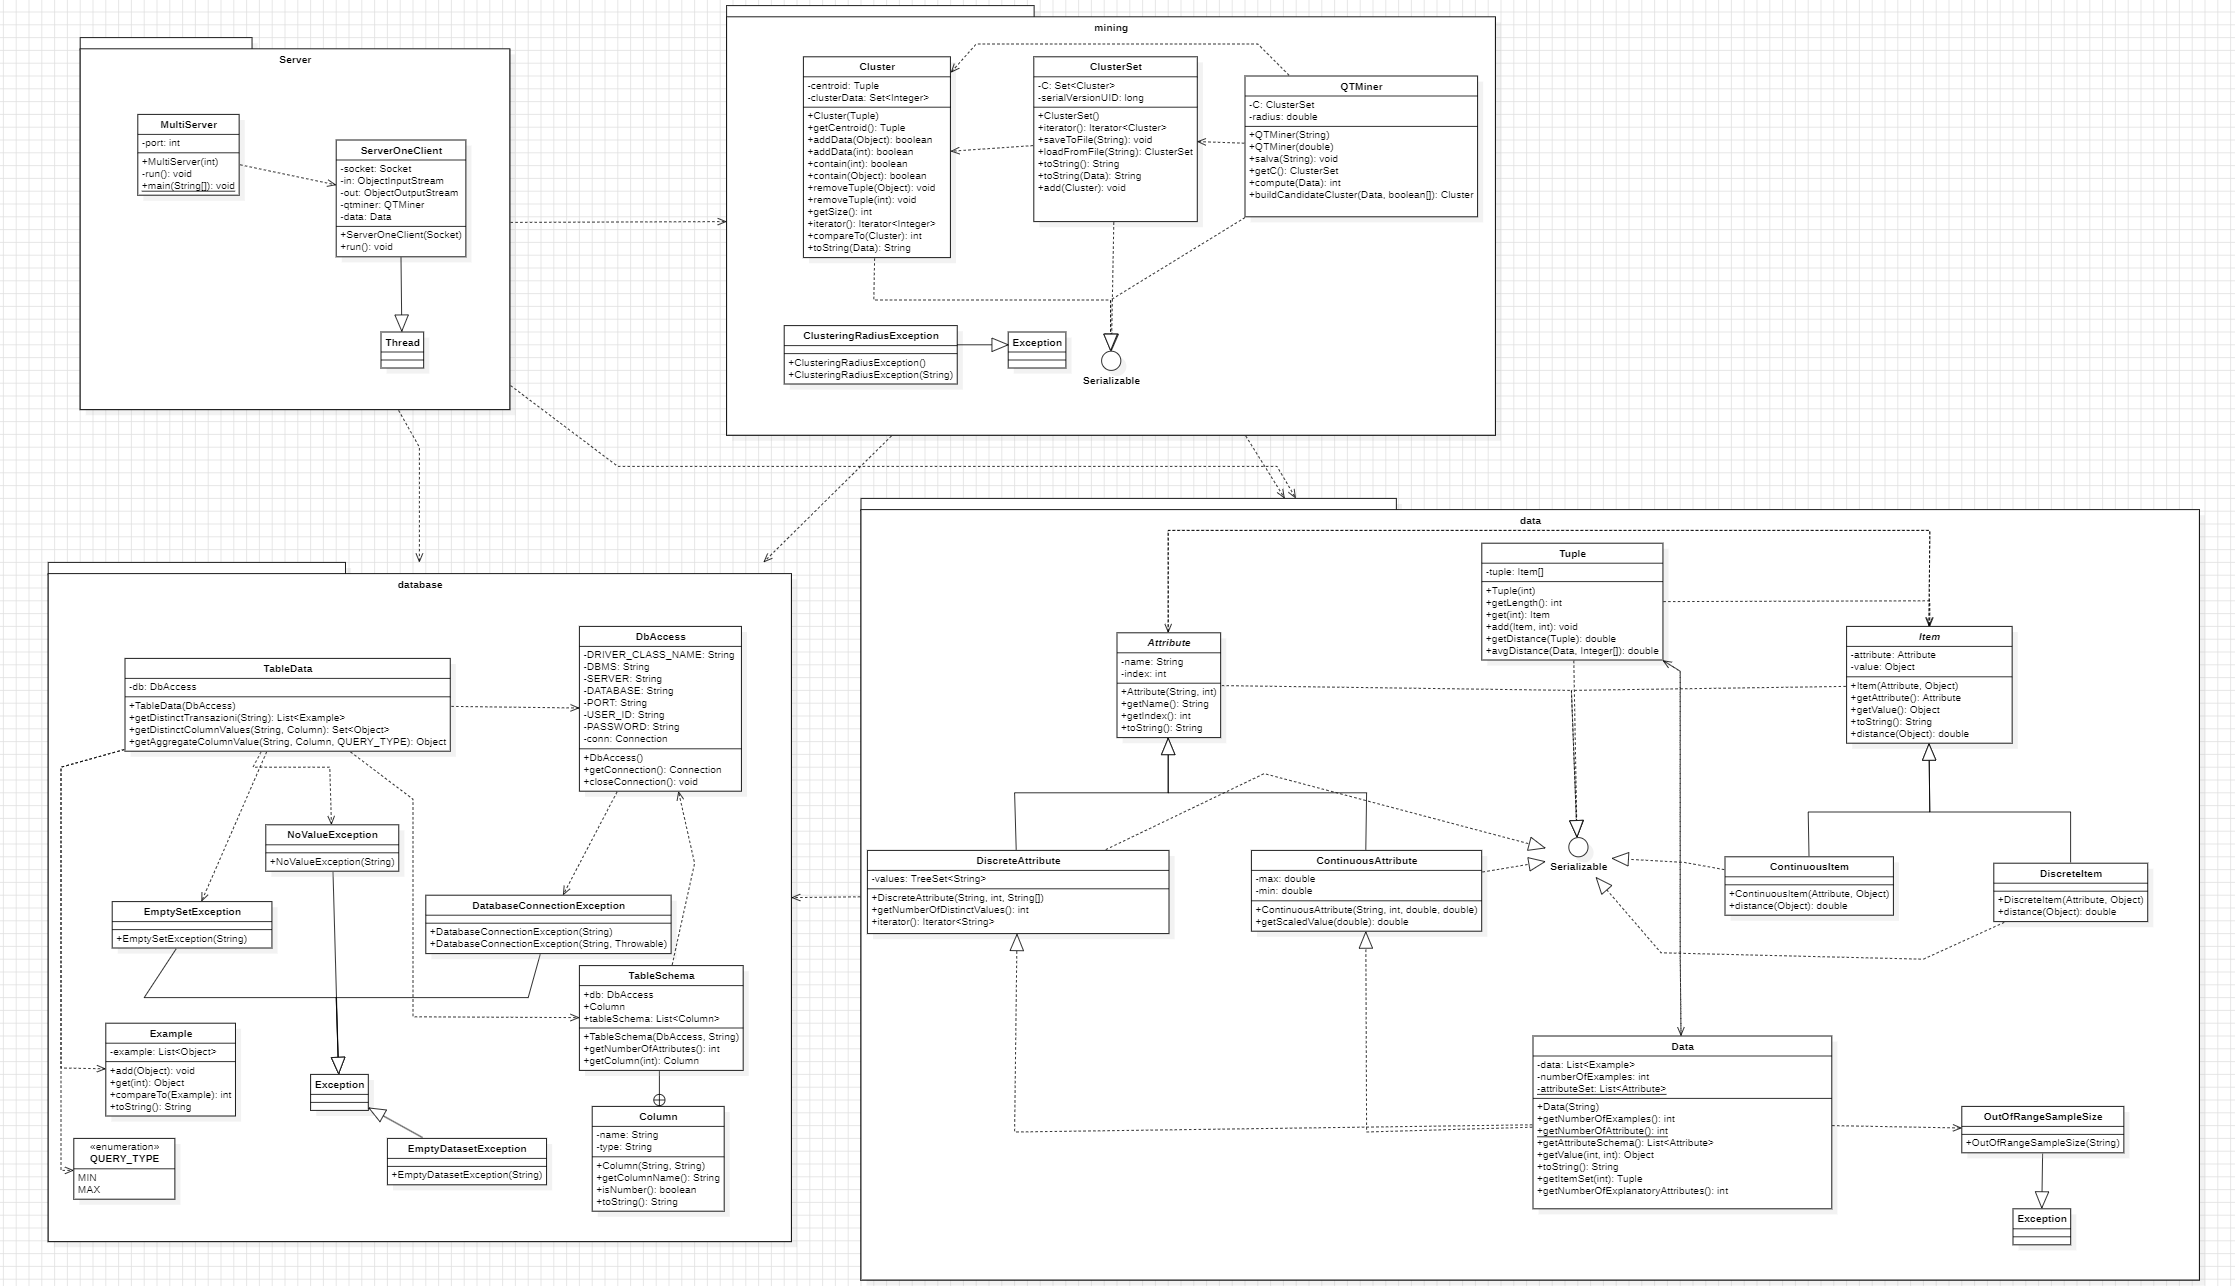 Server
MultiServer
-port: int
+MultiServer(int)
-run(): void
+main(String[]): void
ServerOneClient
-socket: Socket
-in: ObjectInputStream
-out: ObjectOutputStream
-qtminer: QTMiner
-data: Data
+ServerOneClient(Socket)
+run(): void
Thread
mining
Cluster
-centroid: Tuple
-clusterData: Set<Integer>
+Cluster(Tuple)
+getCentroid(): Tuple
+addData(Object): boolean
+addData(int): boolean
+contain(int): boolean
+contain(Object): boolean
+removeTuple(Object): void
+removeTuple(int): void
+getSize(): int
+iterator(): Iterator<Integer>
+compareTo(Cluster): int
+toString(Data): String
ClusterSet
-C: Set<Cluster>
-serialVersionUID: long
+ClusterSet()
+iterator(): Iterator<Cluster>
+saveToFile(String): void
+loadFromFile(String): ClusterSet
+toString(): String
+toString(Data): String
+add(Cluster): void
QTMiner
-C: ClusterSet
-radius: double
+QTMiner(String)
+QTMiner(double)
+salva(String): void
+getC(): ClusterSet
+compute(Data): int
+buildCandidateCluster(Data, boolean[]): Cluster
ClusteringRadiusException
+ClusteringRadiusException()
+ClusteringRadiusException(String)
Exception
Serializable
database
TableData
-db: DbAccess
+TableData(DbAccess)
+getDistinctTransazioni(String): List<Example>
+getDistinctColumnValues(String, Column): Set<Object>
+getAggregateColumnValue(String, Column, QUERY_TYPE): Object
DbAccess
-DRIVER_CLASS_NAME: String
-DBMS: String
-SERVER: String
-DATABASE: String
-PORT: String
-USER_ID: String
-PASSWORD: String
-conn: Connection
+DbAccess()
+getConnection(): Connection
+closeConnection(): void
NoValueException
+NoValueException(String)
EmptySetException
+EmptySetException(String)
DatabaseConnectionException
+DatabaseConnectionException(String)
+DatabaseConnectionException(String, Throwable)
TableSchema
+db: DbAccess
+Column
+tableSchema: List<Column>
+TableSchema(DbAccess, String)
+getNumberOfAttributes(): int
+getColumn(int): Column
Example
-example: List<Object>
+add(Object): void
+get(int): Object
+compareTo(Example): int
+toString(): String
Exception
«enumeration»
QUERY_TYPE
MIN
MAX
EmptyDatasetException
+EmptyDatasetException(String)
Column
-name: String
-type: String
+Column(String, String)
+getColumnName(): String
+isNumber(): boolean
+toString(): String
data
Tuple
-tuple: Item[]
+Tuple(int)
+getLength(): int
+get(int): Item
+add(Item, int): void
+getDistance(Tuple): double
+avgDistance(Data, Integer[]): double
Attribute
-name: String
-index: int
+Attribute(String, int)
+getName(): String
+getIndex(): int
+toString(): String
Item
-attribute: Attribute
-value: Object
+Item(Attribute, Object)
+getAttribute(): Attribute
+getValue(): Object
+toString(): String
+distance(Object): double
DiscreteAttribute
-values: TreeSet<String>
+DiscreteAttribute(String, int, String[])
+getNumberOfDistinctValues(): int
+iterator(): Iterator<String>
ContinuousAttribute
-max: double
-min: double
+ContinuousAttribute(String, int, double, double)
+getScaledValue(double): double
Serializable
ContinuousItem
+ContinuousItem(Attribute, Object)
+distance(Object): double
DiscreteItem
+DiscreteItem(Attribute, Object)
+distance(Object): double
Data
-data: List<Example>
-numberOfExamples: int
-attributeSet: List<Attribute>
+Data(String)
+getNumberOfExamples(): int
+getNumberOfAttribute(): int
+getAttributeSchema(): List<Attribute>
+getValue(int, int): Object
+toString(): String
+getItemSet(int): Tuple
+getNumberOfExplanatoryAttributes(): int
OutOfRangeSampleSize
+OutOfRangeSampleSize(String)
Exception